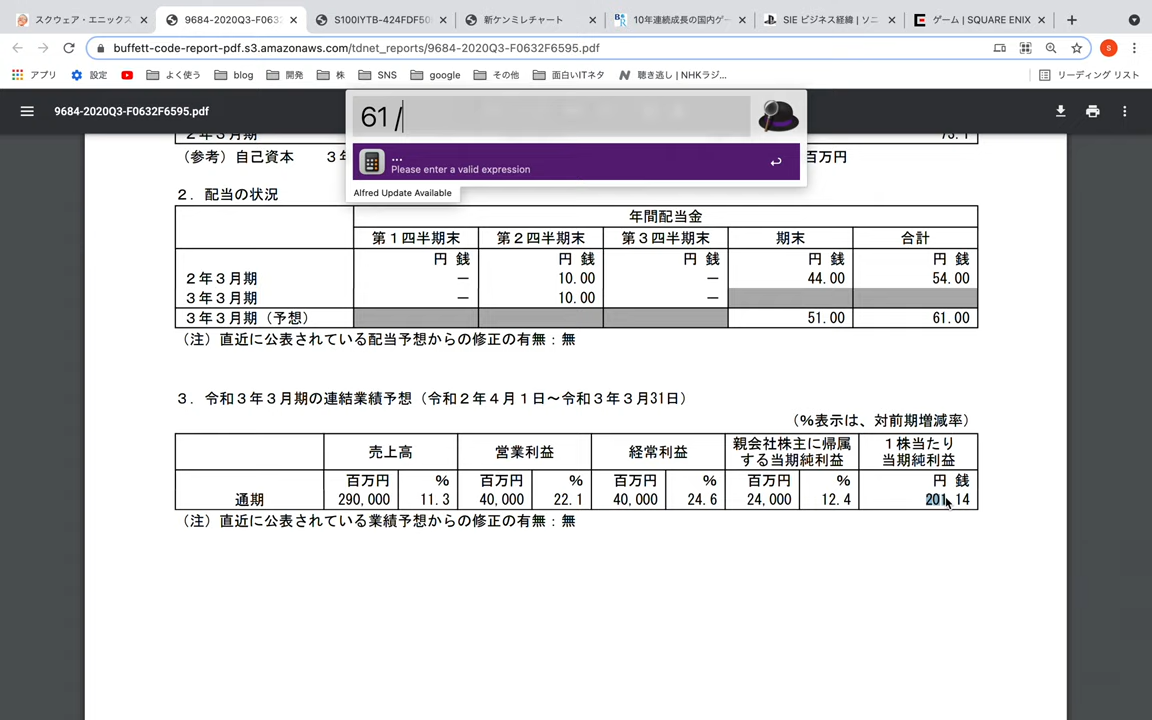 スクウェア・エニックス
9684-2020Q3-F063
S100IYTB-424FDF50
新ケンミレチャート
10年連続成長の国内ゲー
SIE ビジネス経緯 | ソニ
ゲーム | SQUARE ENIX
buffett-code-report-pdf.s3.amazonaws.com/tdnet_reports/9684-2020Q3-F0632F6595.pdf
S
アプリ
設定
よく使う
blog
開発
株
SNS
google
その他
面白いITネタ
聴き逃し | NHKラジ...
リーディング リスト
9684-2020Q3-F0632F6595.pdf
61 /
...
Please enter a valid expression
Alfred Update Available
２年３月期
（参考）自己資本
百万円
２．配当の状況
年間配当金
第１四半期末 第２四半期末 第３四半期末 期末 合計
円 銭 円 銭 円 銭 円 銭 円 銭
２年３月期 － 10.00 － 44.00 54.00
３年３月期 － 10.00 －
３年３月期（予想） 51.00 61.00
（注）直近に公表されている配当予想からの修正の有無：無
３．令和３年３月期の連結業績予想（令和２年４月１日～令和３年３月31日）
（％表示は、対前期増減率）
売上高 営業利益 経常利益 親会社株主に帰属する当期純利益 １株当たり当期純利益
百万円 ％ 百万円 ％ 百万円 ％ 百万円 ％ 円 銭
通期 290,000 11.3 40,000 22.1 40,000 24.6 24,000 12.4 201.14
（注）直近に公表されている業績予想からの修正の有無：無